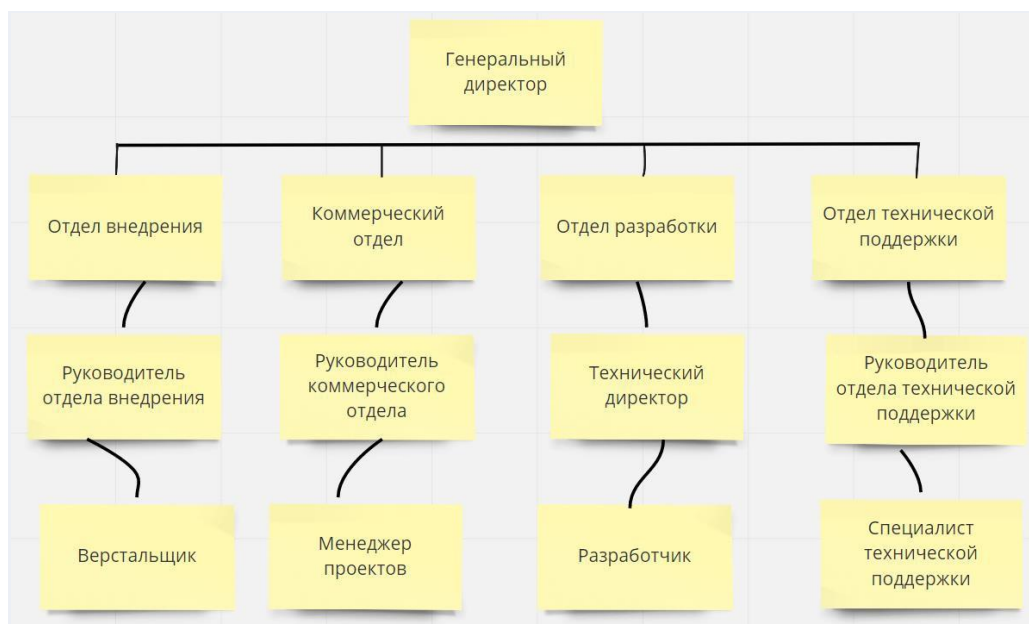 Генеральный
директор
Отдел внедрения
Коммерческий
отдел
Отдел разработки
Отдел технической
поддержки
Руководитель
отдела внедрения
Руководитель
коммерческого
отдела
Технический
директор
Руководитель
отдела технической
поддержки
Верстальщик
Менеджер
проектов
Разработчик
Специалист
технической
поддержки